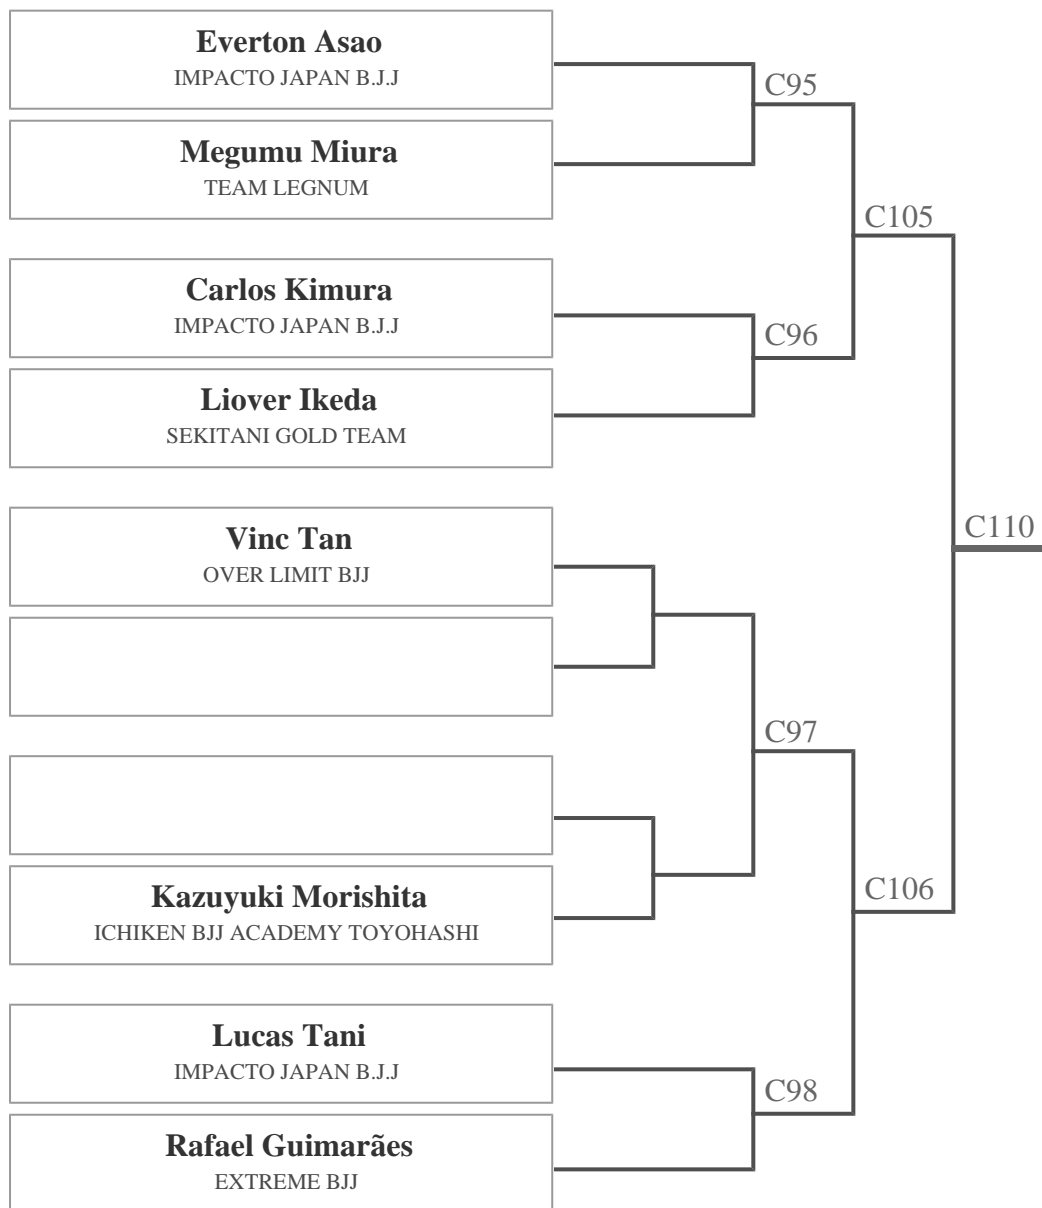 Everton Asao
IMPACTO JAPAN B.J.J
C95
Megumu Miura
TEAM LEGNUM
C105
Carlos Kimura
IMPACTO JAPAN B.J.J
C96
Liover Ikeda
SEKITANI GOLD TEAM
Vinc Tan
OVER LIMIT BJJ
C110
C97
Kazuyuki Morishita
ICHIKEN BJJ ACADEMY TOYOHASHI
C106
Lucas Tani
IMPACTO JAPAN B.J.J
C98
Rafael Guimarães
EXTREME BJJ